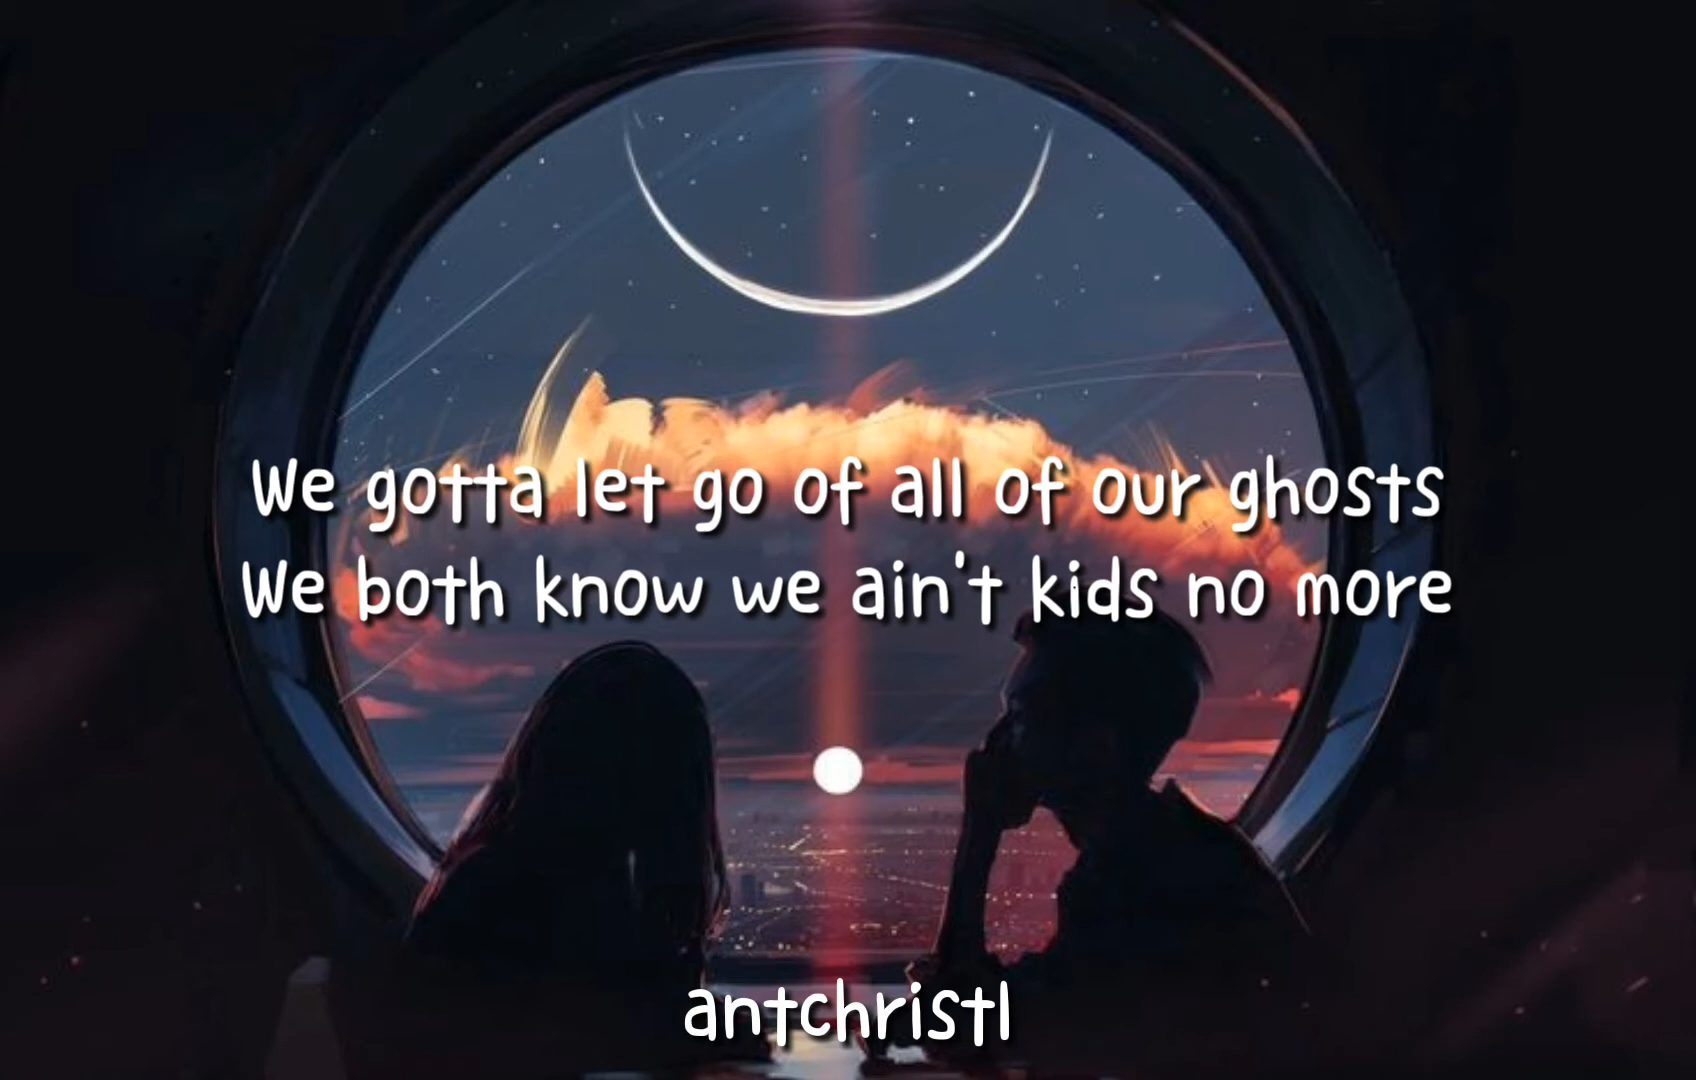 We gotta let go of all of our ghosts
We both know we ain't kids no more
antchristl